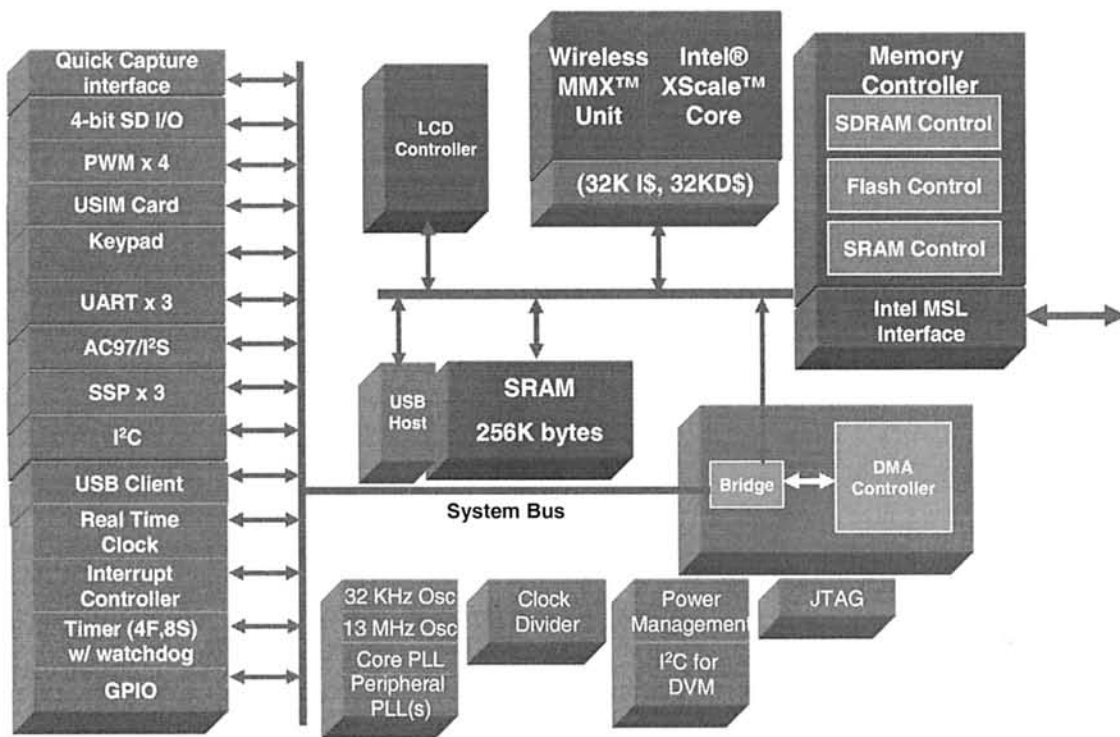 Quick Capture
interface
4-bit SD I/O
PWM x 4
USIM Card
Keypad
UART x 3
AC97/I²S
SSP x 3
I²C
USB Client
Real Time
Clock
Interrupt
Controller
Timer (4F,8S)
w/ watchdog
GPIO
LCD
Controller
Wireless
MMX™
Unit
Intel®
XScale™
Core
(32K I$, 32KD$)
Memory
Controller
SDRAM Control
Flash Control
SRAM Control
Intel MSL
Interface
USB
Host
SRAM
256K bytes
Bridge
DMA
Controller
System Bus
32 KHz Osc
13 MHz Osc
Core PLL
Peripheral
PLL(s)
Clock
Divider
Power
Management
I²C for
DVM
JTAG